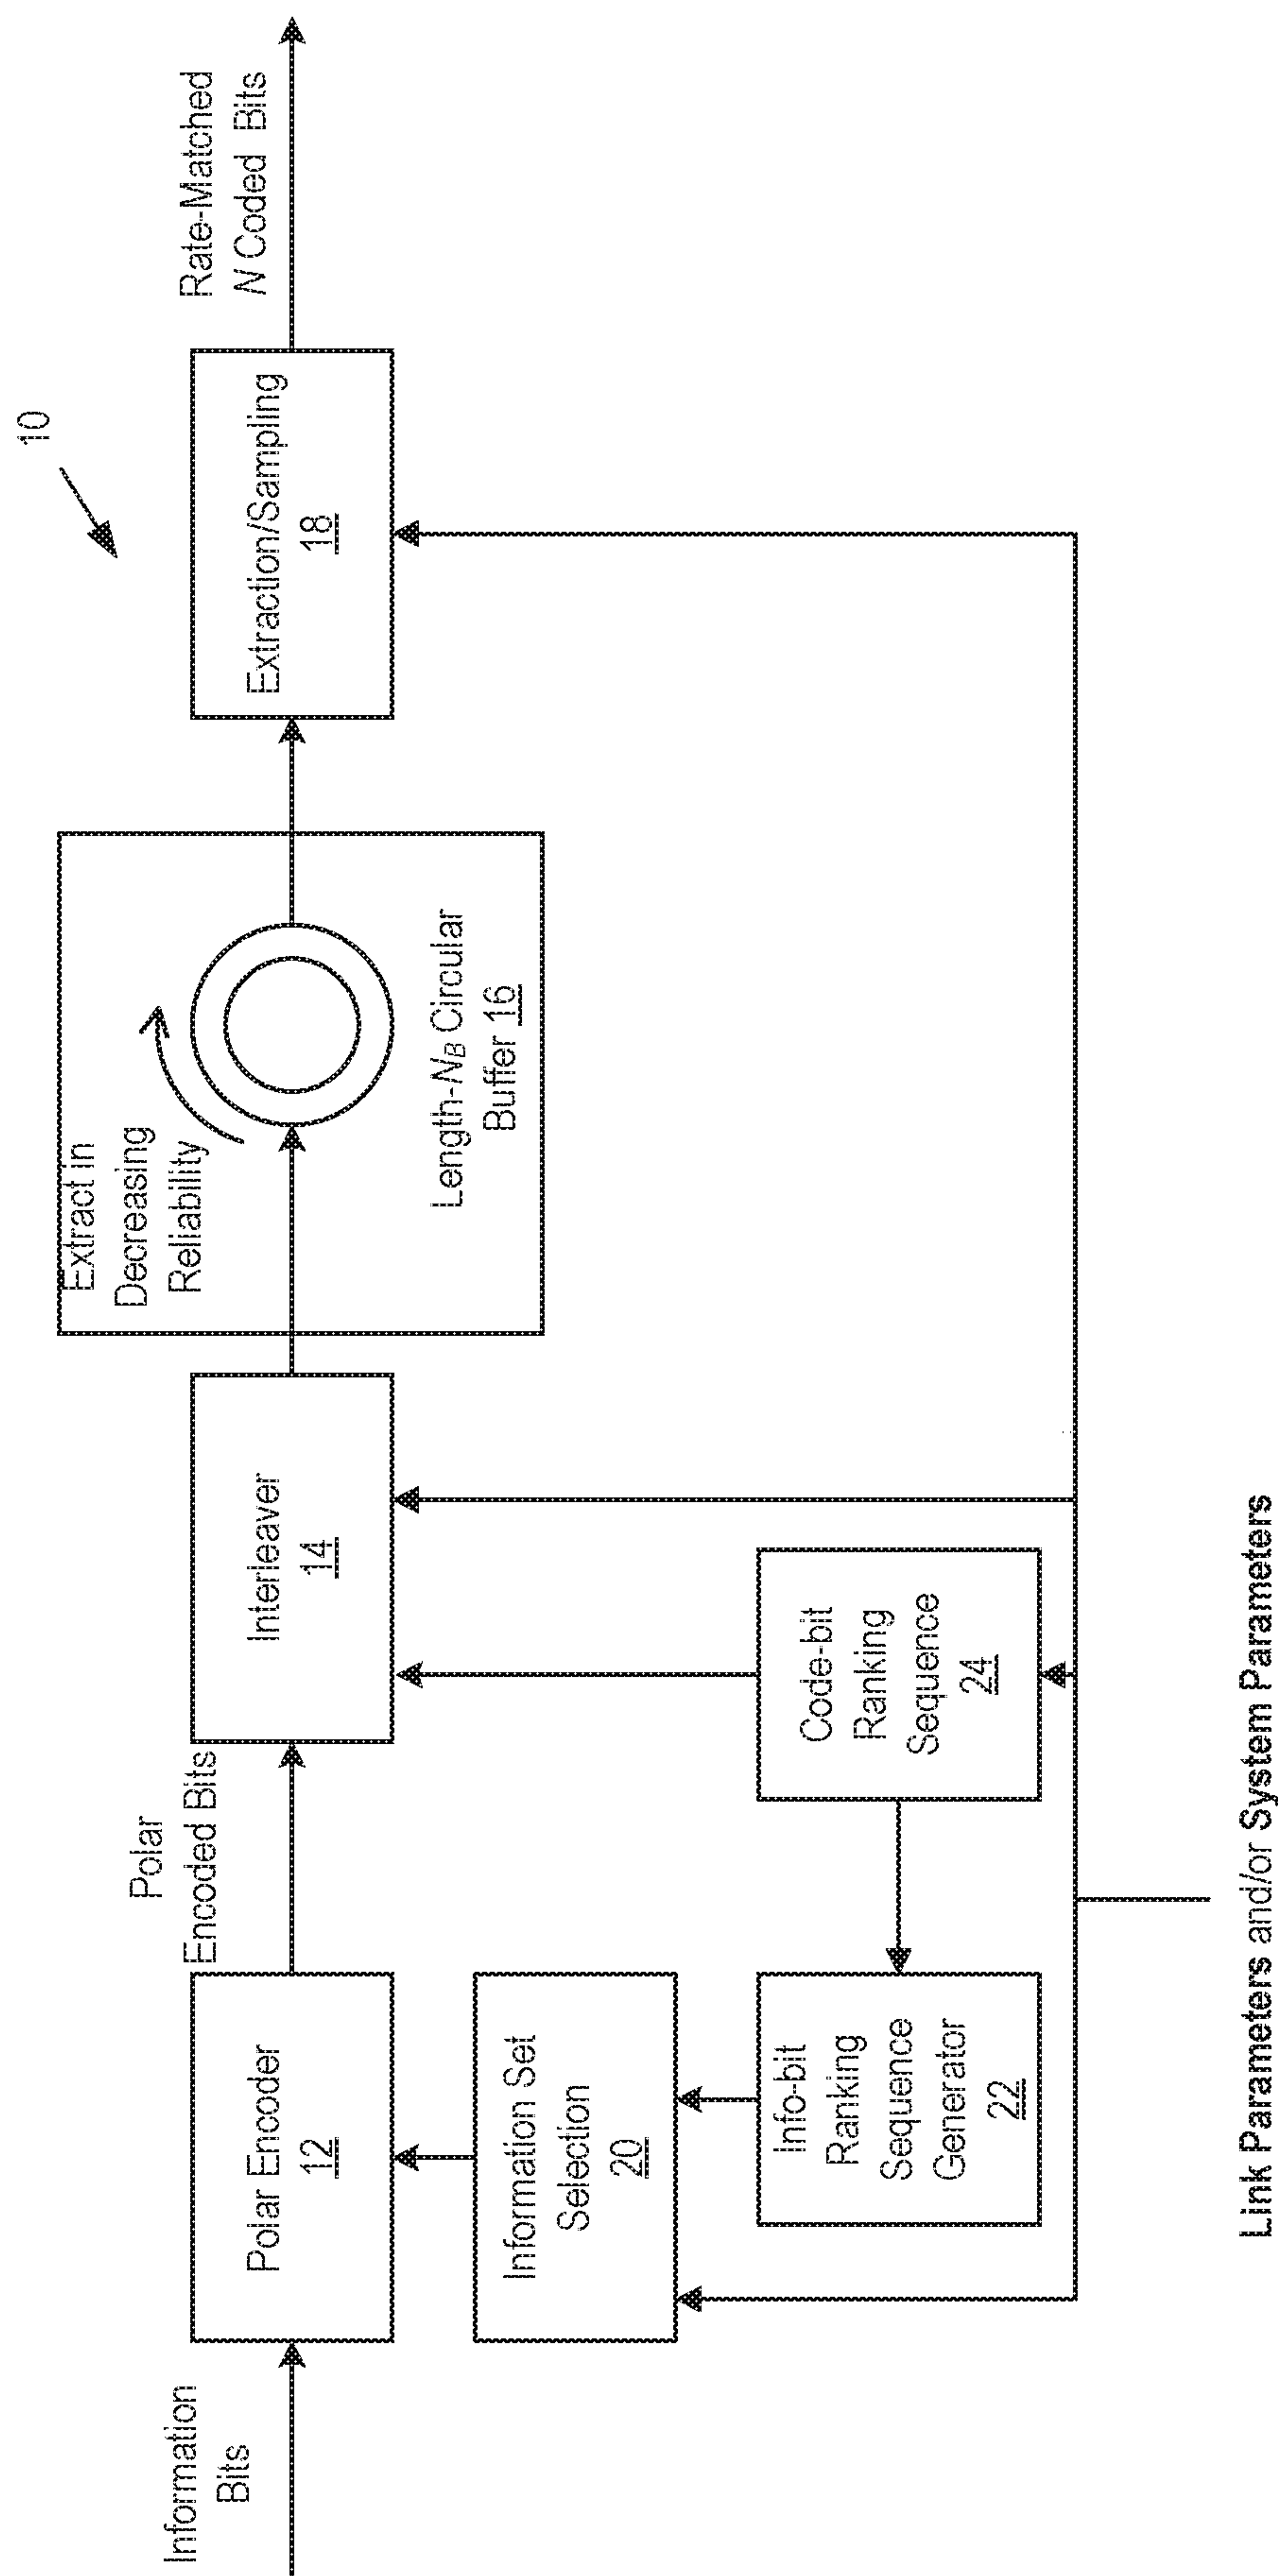 10
Information
Bits
Polar Encoder
12
Polar
Encoded Bits
Interleaver
14
Extract in
Decreasing
Reliability
Length-N_B Circular
Buffer 16
Extraction/Sampling
18
Rate-Matched
N Coded Bits
Information Set
Selection
20
Info-bit
Ranking
Sequence
Generator
22
Code-bit
Ranking
Sequence
24
Link Parameters and/or System Parameters